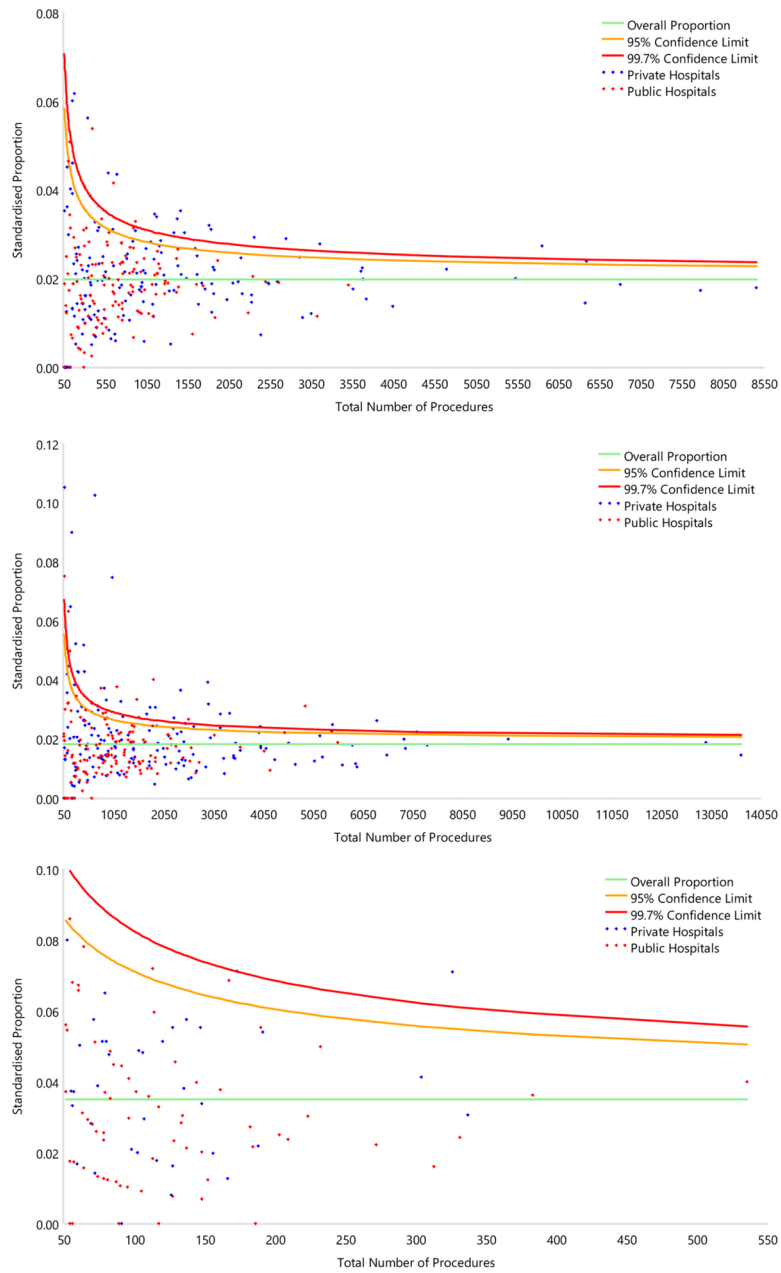 0.08
Overall Proportion
95% Confidence Limit
99.7% Confidence Limit
Private Hospitals
Public Hospitals
0.06
0.04
0.02
0.00
Standardised Proportion
50 550 1050 1550 2050 2550 3050 3550 4050 4550 5050 5550 6050 6550 7050 7550 8050 8550
Total Number of Procedures
0.12
Overall Proportion
95% Confidence Limit
99.7% Confidence Limit
Private Hospitals
Public Hospitals
0.10
0.08
0.06
0.04
0.02
0.00
Standardised Proportion
50 1050 2050 3050 4050 5050 6050 7050 8050 9050 10050 11050 12050 13050 14050
Total Number of Procedures
0.10
Overall Proportion
95% Confidence Limit
99.7% Confidence Limit
Private Hospitals
Public Hospitals
0.08
0.06
0.04
0.02
0.00
Standardised Proportion
50 100 150 200 250 300 350 400 450 500 550
Total Number of Procedures